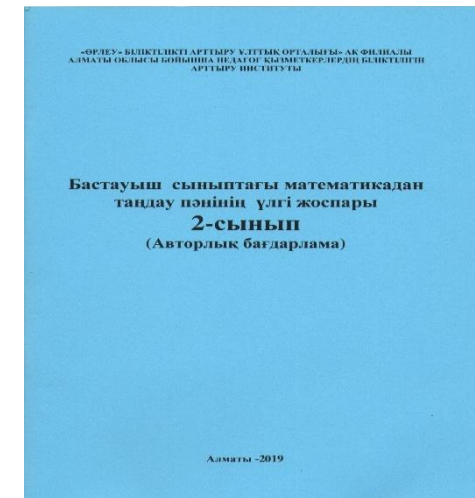 «ӨРЛЕУ» БІЛІКТІЛІКТІ АРТТЫРУ ҰЛТТЫҚ ОРТАЛЫҒЫ» АҚ ФИЛИАЛЫ
АЛМАТЫ ОБЛЫСЫ БОЙЫНША ПЕДАГОГ ҚЫЗМЕТКЕРЛЕРДІҢ БІЛІКТІЛІГІН
АРТТЫРУ ИНСТИТУТЫ
Бастауыш сыныптағы математикадан
таңдау пәнінің үлгі жоспары
2-сынып
(Авторлық бағдарлама)
Алматы -2019